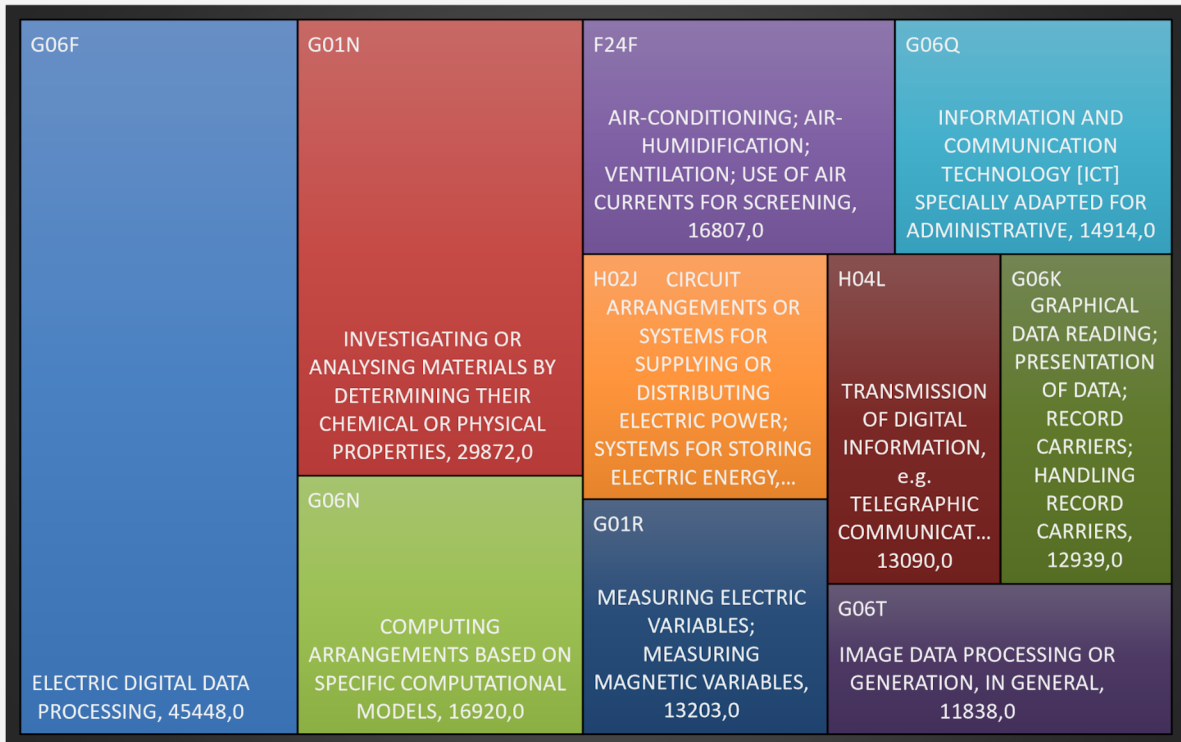 G06F
ELECTRIC DIGITAL DATA
PROCESSING, 45448,0
G01N
INVESTIGATING OR
ANALYSING MATERIALS BY
DETERMINING THEIR
CHEMICAL OR PHYSICAL
PROPERTIES, 29872,0
G06N
COMPUTING
ARRANGEMENTS BASED ON
SPECIFIC COMPUTATIONAL
MODELS, 16920,0
F24F
AIR-CONDITIONING; AIR-
HUMIDIFICATION;
VENTILATION; USE OF AIR
CURRENTS FOR SCREENING,
16807,0
G06Q
INFORMATION AND
COMMUNICATION
TECHNOLOGY [ICT]
SPECIALLY ADAPTED FOR
ADMINISTRATIVE, 14914,0
H02J CIRCUIT
ARRANGEMENTS OR
SYSTEMS FOR
SUPPLYING OR
DISTRIBUTING
ELECTRIC POWER;
SYSTEMS FOR STORING
ELECTRIC ENERGY,...
G01R
MEASURING ELECTRIC
VARIABLES;
MEASURING
MAGNETIC VARIABLES,
13203,0
H04L
TRANSMISSION
OF DIGITAL
INFORMATION,
e.g.
TELEGRAPHIC
COMMUNICAT...
13090,0
G06K
GRAPHICAL
DATA READING;
PRESENTATION
OF DATA;
RECORD
CARRIERS;
HANDLING
RECORD
CARRIERS,
12939,0
G06T
IMAGE DATA PROCESSING OR
GENERATION, IN GENERAL,
11838,0